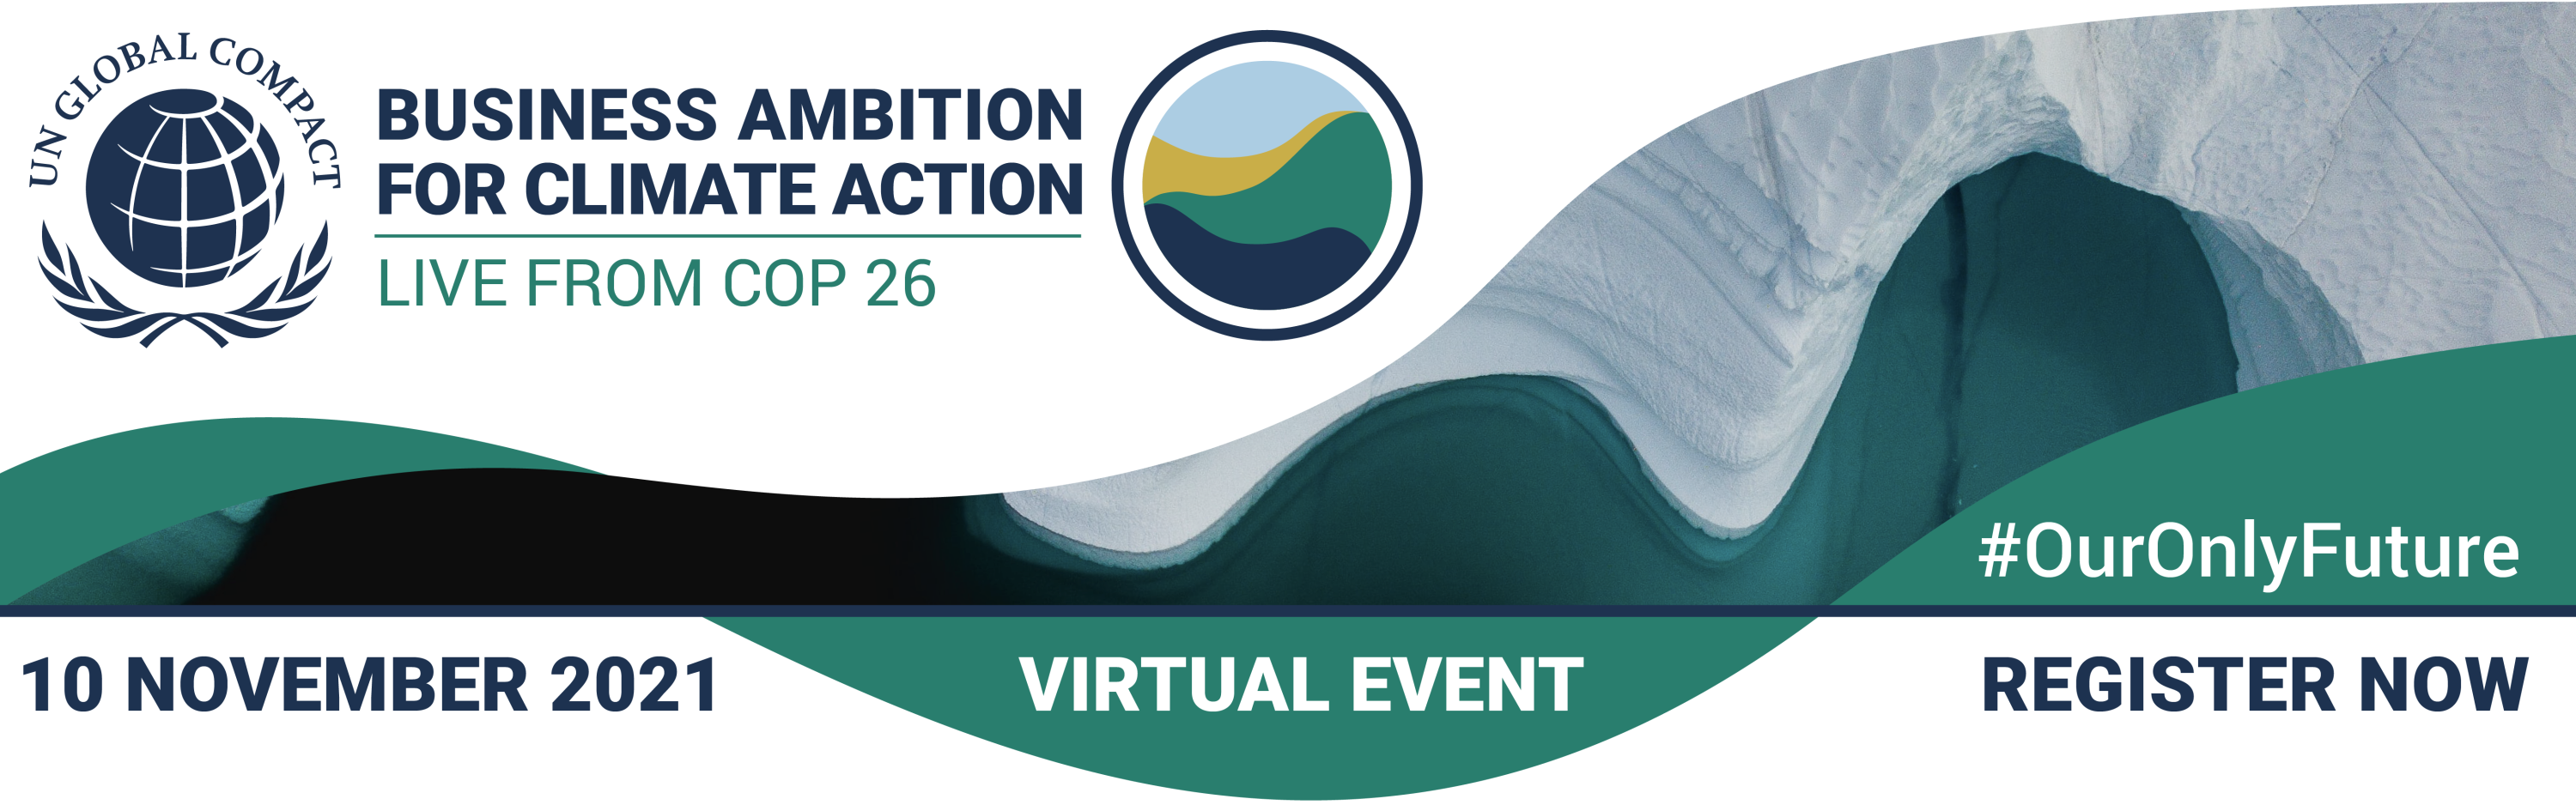 UN GLOBAL COMPACT
BUSINESS AMBITION
FOR CLIMATE ACTION
LIVE FROM COP 26
#OurOnlyFuture
10 NOVEMBER 2021
VIRTUAL EVENT
REGISTER NOW